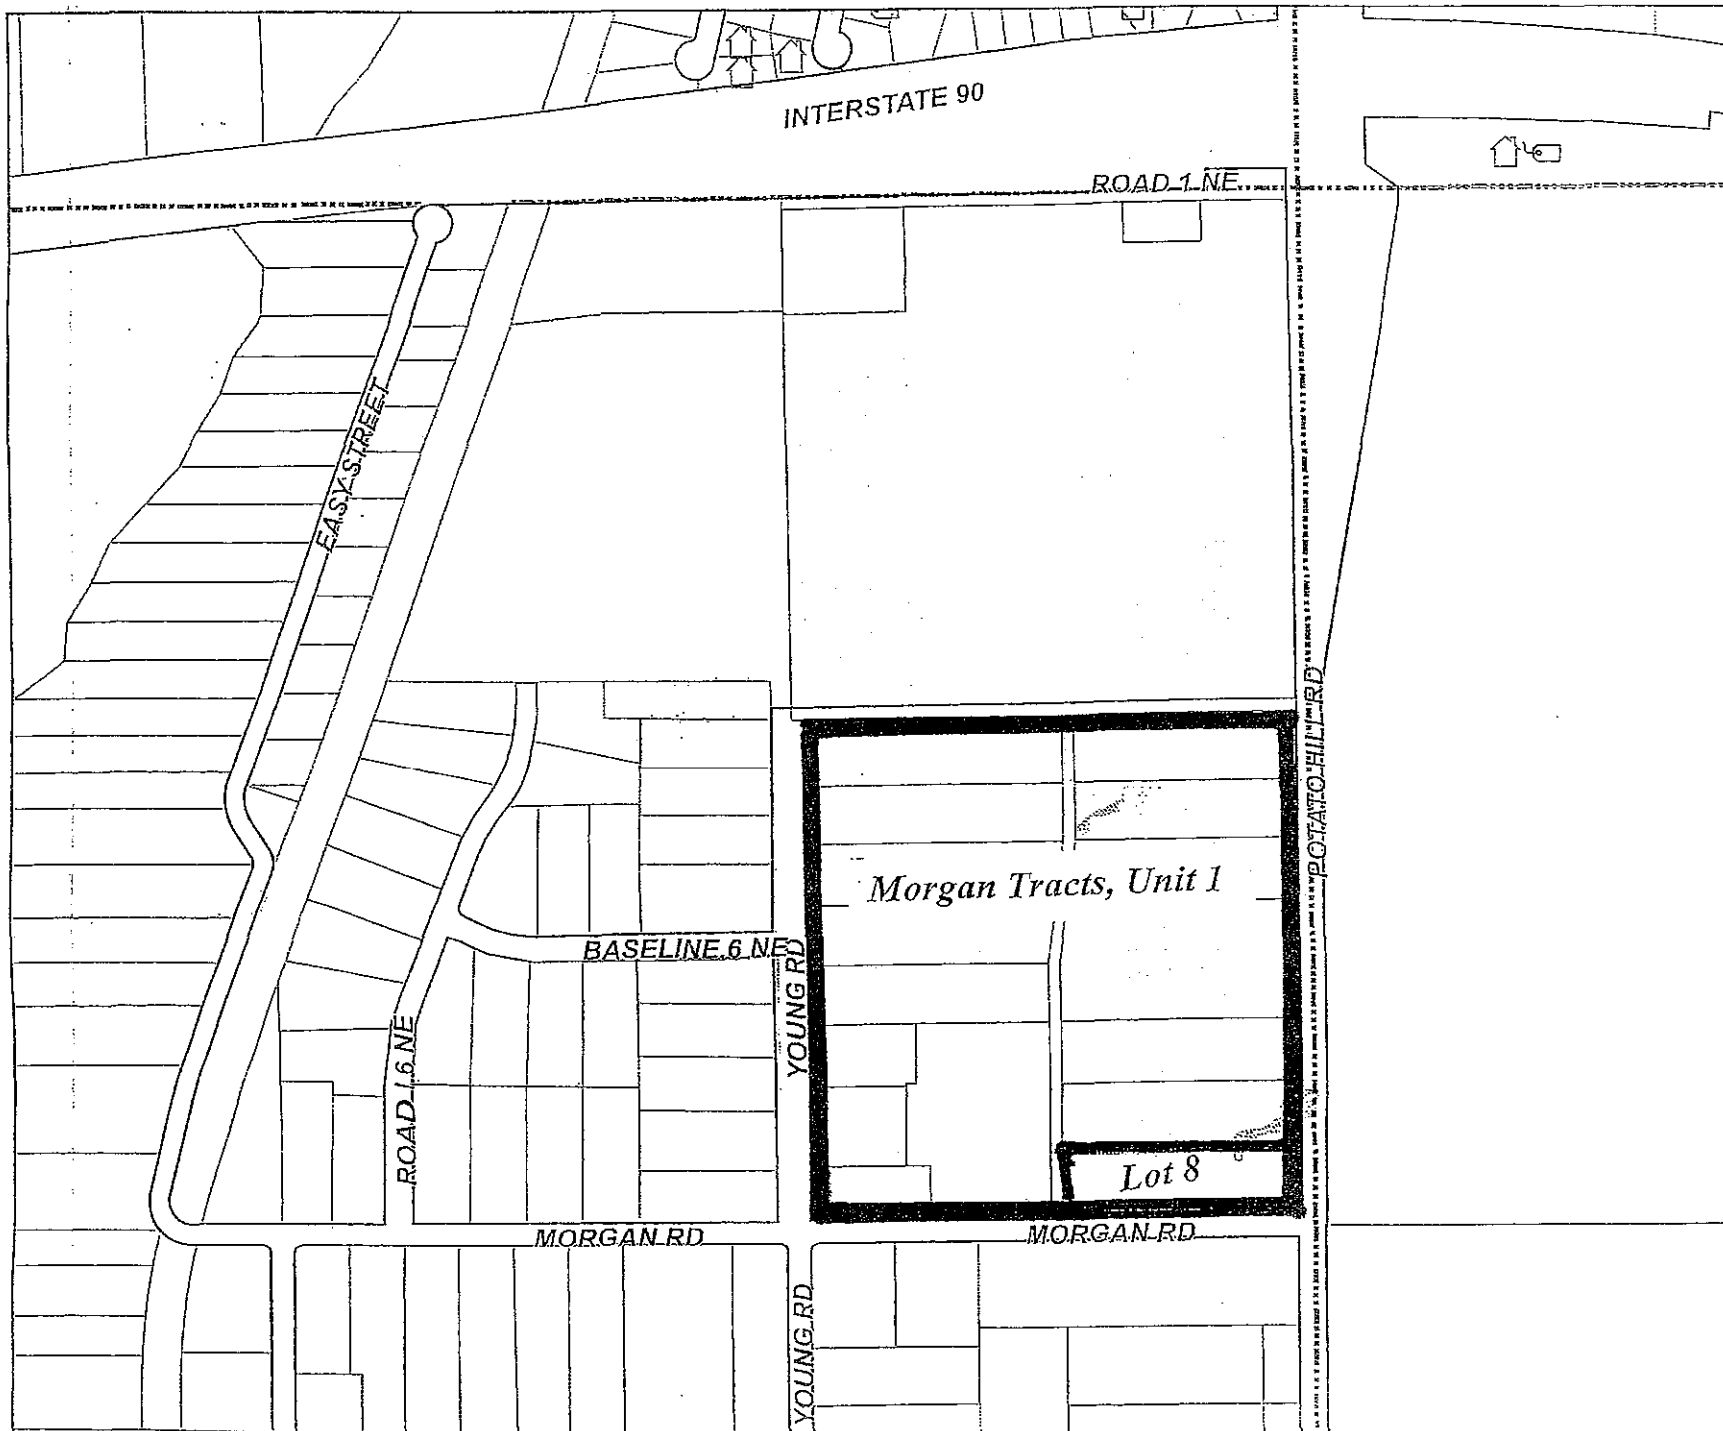 INTERSTATE 90
ROAD 1 NE
EASY STREET
POTATO HILL RD
Morgan Tracts, Unit 1
BASELINE.6 NE
YOUNG RD
ROAD I.6 NE
Lot 8
MORGAN RD
MORGAN RD
YOUNG RD